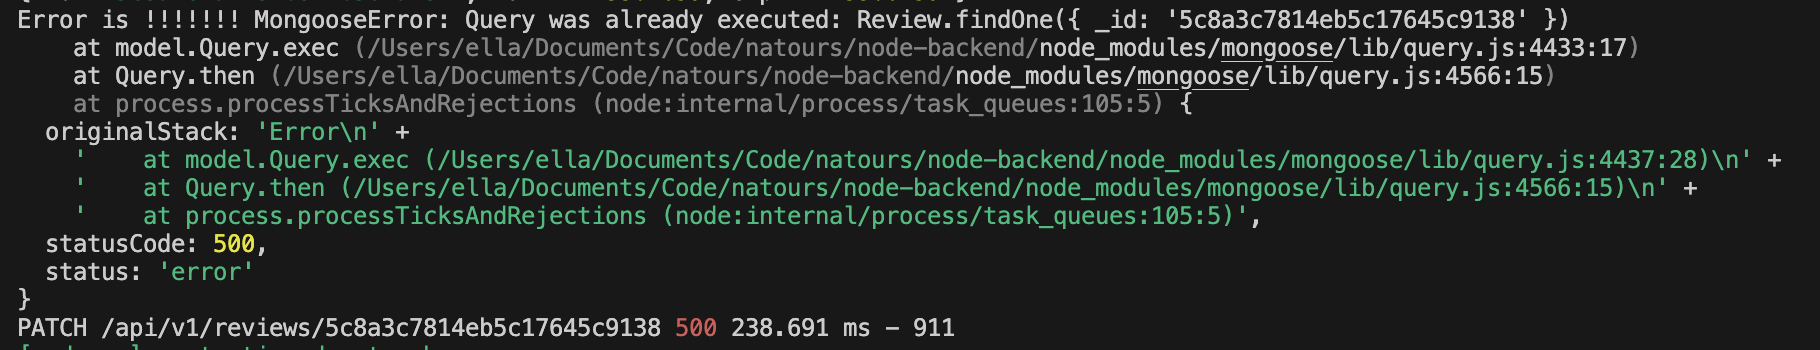 Error is !!!!!!! MongooseError: Query was already executed: Review.findOne({ _id: '5c8a3c7814eb5c17645c9138' })
    at model.Query.exec (/Users/ella/Documents/Code/natours/node-backend/node_modules/mongoose/lib/query.js:4433:17)
    at Query.then (/Users/ella/Documents/Code/natours/node-backend/node_modules/mongoose/lib/query.js:4566:15)
    at process.processTicksAndRejections (node:internal/process/task_queues:105:5) {
  originalStack: 'Error\n' +
    '    at model.Query.exec (/Users/ella/Documents/Code/natours/node-backend/node_modules/mongoose/lib/query.js:4437:28)\n' +
    '    at Query.then (/Users/ella/Documents/Code/natours/node-backend/node_modules/mongoose/lib/query.js:4566:15)\n' +
    '    at process.processTicksAndRejections (node:internal/process/task_queues:105:5)',
  statusCode: 500,
  status: 'error'
}
PATCH /api/v1/reviews/5c8a3c7814eb5c17645c9138 500 238.691 ms - 911